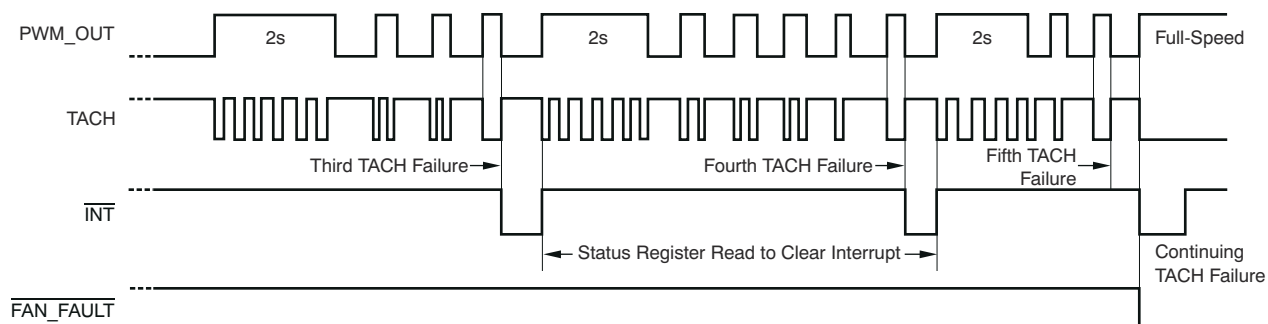 PWM_OUT
2s
2s
2s
Full-Speed
TACH
Third TACH Failure
Fourth TACH Failure
Fifth TACH
Failure
INT
Status Register Read to Clear Interrupt
Continuing
TACH Failure
FAN_FAULT